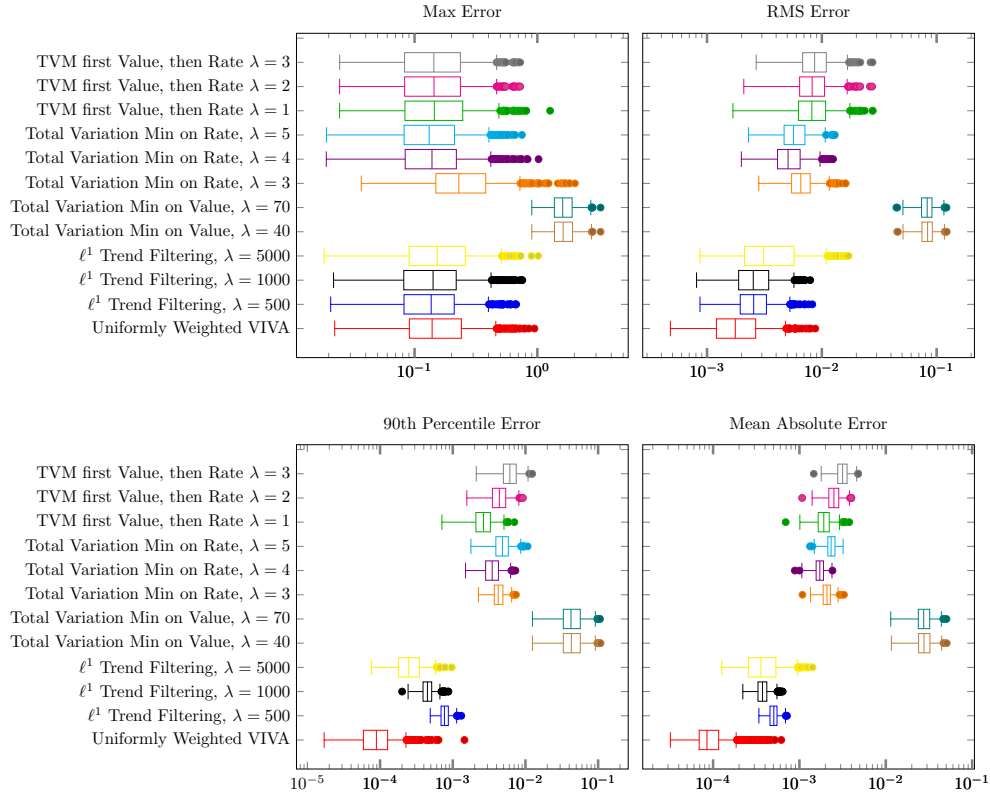 Max Error
RMS Error
TVM first Value, then Rate λ = 3
TVM first Value, then Rate λ = 2
TVM first Value, then Rate λ = 1
Total Variation Min on Rate, λ = 5
Total Variation Min on Rate, λ = 4
Total Variation Min on Rate, λ = 3
Total Variation Min on Value, λ = 70
Total Variation Min on Value, λ = 40
ℓ¹ Trend Filtering, λ = 5000
ℓ¹ Trend Filtering, λ = 1000
ℓ¹ Trend Filtering, λ = 500
Uniformly Weighted VIVA
10⁻¹ 10⁰
10⁻³ 10⁻² 10⁻¹
90th Percentile Error
Mean Absolute Error
TVM first Value, then Rate λ = 3
TVM first Value, then Rate λ = 2
TVM first Value, then Rate λ = 1
Total Variation Min on Rate, λ = 5
Total Variation Min on Rate, λ = 4
Total Variation Min on Rate, λ = 3
Total Variation Min on Value, λ = 70
Total Variation Min on Value, λ = 40
ℓ¹ Trend Filtering, λ = 5000
ℓ¹ Trend Filtering, λ = 1000
ℓ¹ Trend Filtering, λ = 500
Uniformly Weighted VIVA
10⁻⁵ 10⁻⁴ 10⁻³ 10⁻² 10⁻¹
10⁻⁴ 10⁻³ 10⁻² 10⁻¹